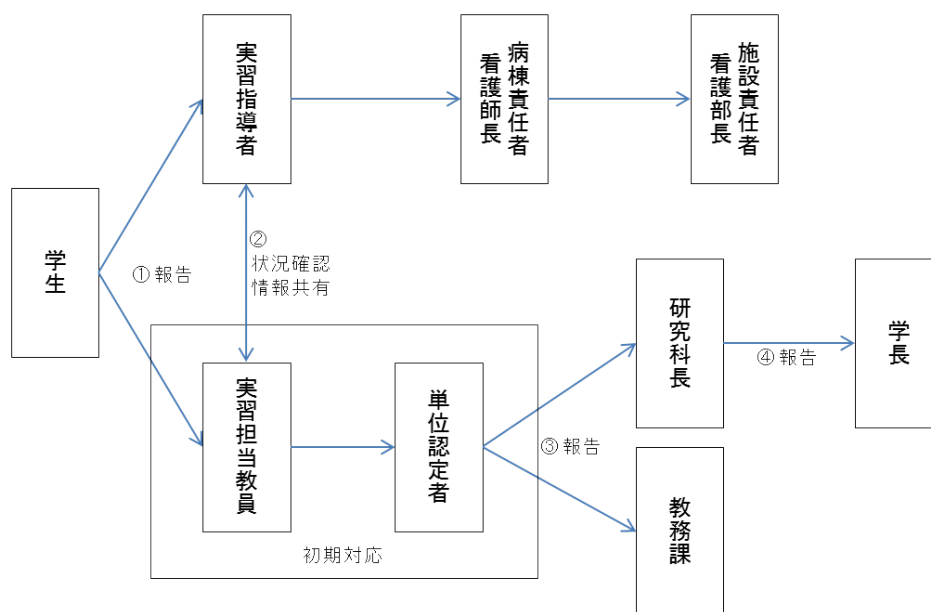 実習指導者
病棟責任者
看護師長
施設責任者
看護部長
学生
①報告
②
状況確認
情報共有
実習担当教員
単位認定者
初期対応
③報告
研究科長
教務課
④報告
学長